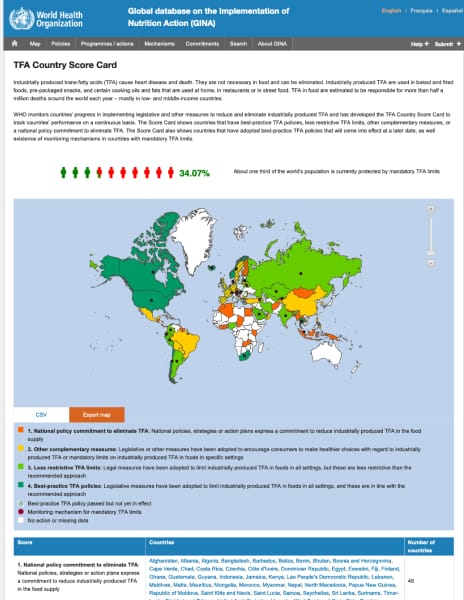 World Health
Organization
Global database on the Implementation of
Nutrition Action (GINA)
English | Français | Español
Map Policies Programmes / actions Mechanisms Commitments Search About GINA Help + Submit +
TFA Country Score Card
Industrially produced trans-fatty acids (TFA) cause heart disease and death. They are not necessary in food and can be eliminated. Industrially produced TFA are used in baked and fried
foods, pre-packaged snacks, and certain cooking oils and fats that are used at home, in restaurants or in street food. TFA in food are estimated to be responsible for more than half a
million deaths around the world each year – mostly in low- and middle-income countries.
WHO monitors countries' progress in implementing legislative and other measures to reduce and eliminate industrially produced TFA and has developed the TFA Country Score Card to
track countries' performance on a continuous basis. The Score Card shows countries that have best-practice TFA policies, less restrictive TFA limits, other complementary measures, or
a national policy commitment to eliminate TFA. The Score Card also shows countries that have adopted best-practice TFA policies that will come into effect at a later date, as well
existence of monitoring mechanisms in countries with mandatory TFA limits.
34.07%
About one third of the world's population is currently protected by mandatory TFA limits
CSV
Export map
1. National policy commitment to eliminate TFA: National policies, strategies or action plans express a commitment to reduce industrially produced TFA in the food
supply
2. Other complementary measures: Legislative or other measures have been adopted to encourage consumers to make healthier choices with regard to industrially
produced TFA or mandatory limits on industrially produced TFA in foods in specific settings
3. Less restrictive TFA limits: Legal measures have been adopted to limit industrially produced TFA in foods in all settings, but these are less restrictive than the
recommended approach
4. Best-practice TFA policies: Legislative measures have been adopted to limit industrially produced TFA in foods in all settings, and these are in line with the
recommended approach
Best-practice TFA policy passed but not yet in effect
Monitoring mechanism for mandatory TFA limits
No action or missing data
Score
Countries
Number of
countries
1. National policy commitment to eliminate TFA:
National policies, strategies or action plans express
a commitment to reduce industrially produced TFA
in the food supply
Afghanistan, Albania, Algeria, Bangladesh, Barbados, Belize, Benin, Bhutan, Bosnia and Herzegovina,
Cape Verde, Chad, Costa Rica, Czechia, Côte d'Ivoire, Dominican Republic, Egypt, Eswatini, Fiji, Finland,
Ghana, Guatemala, Guyana, Indonesia, Jamaica, Kenya, Lao People's Democratic Republic, Lebanon,
Maldives, Malta, Mauritius, Mongolia, Morocco, Myanmar, Nepal, North Macedonia, Papua New Guinea,
Republic of Moldova, Saint Kitts and Nevis, Saint Lucia, Samoa, Seychelles, Sri Lanka, Suriname, Timor-
49